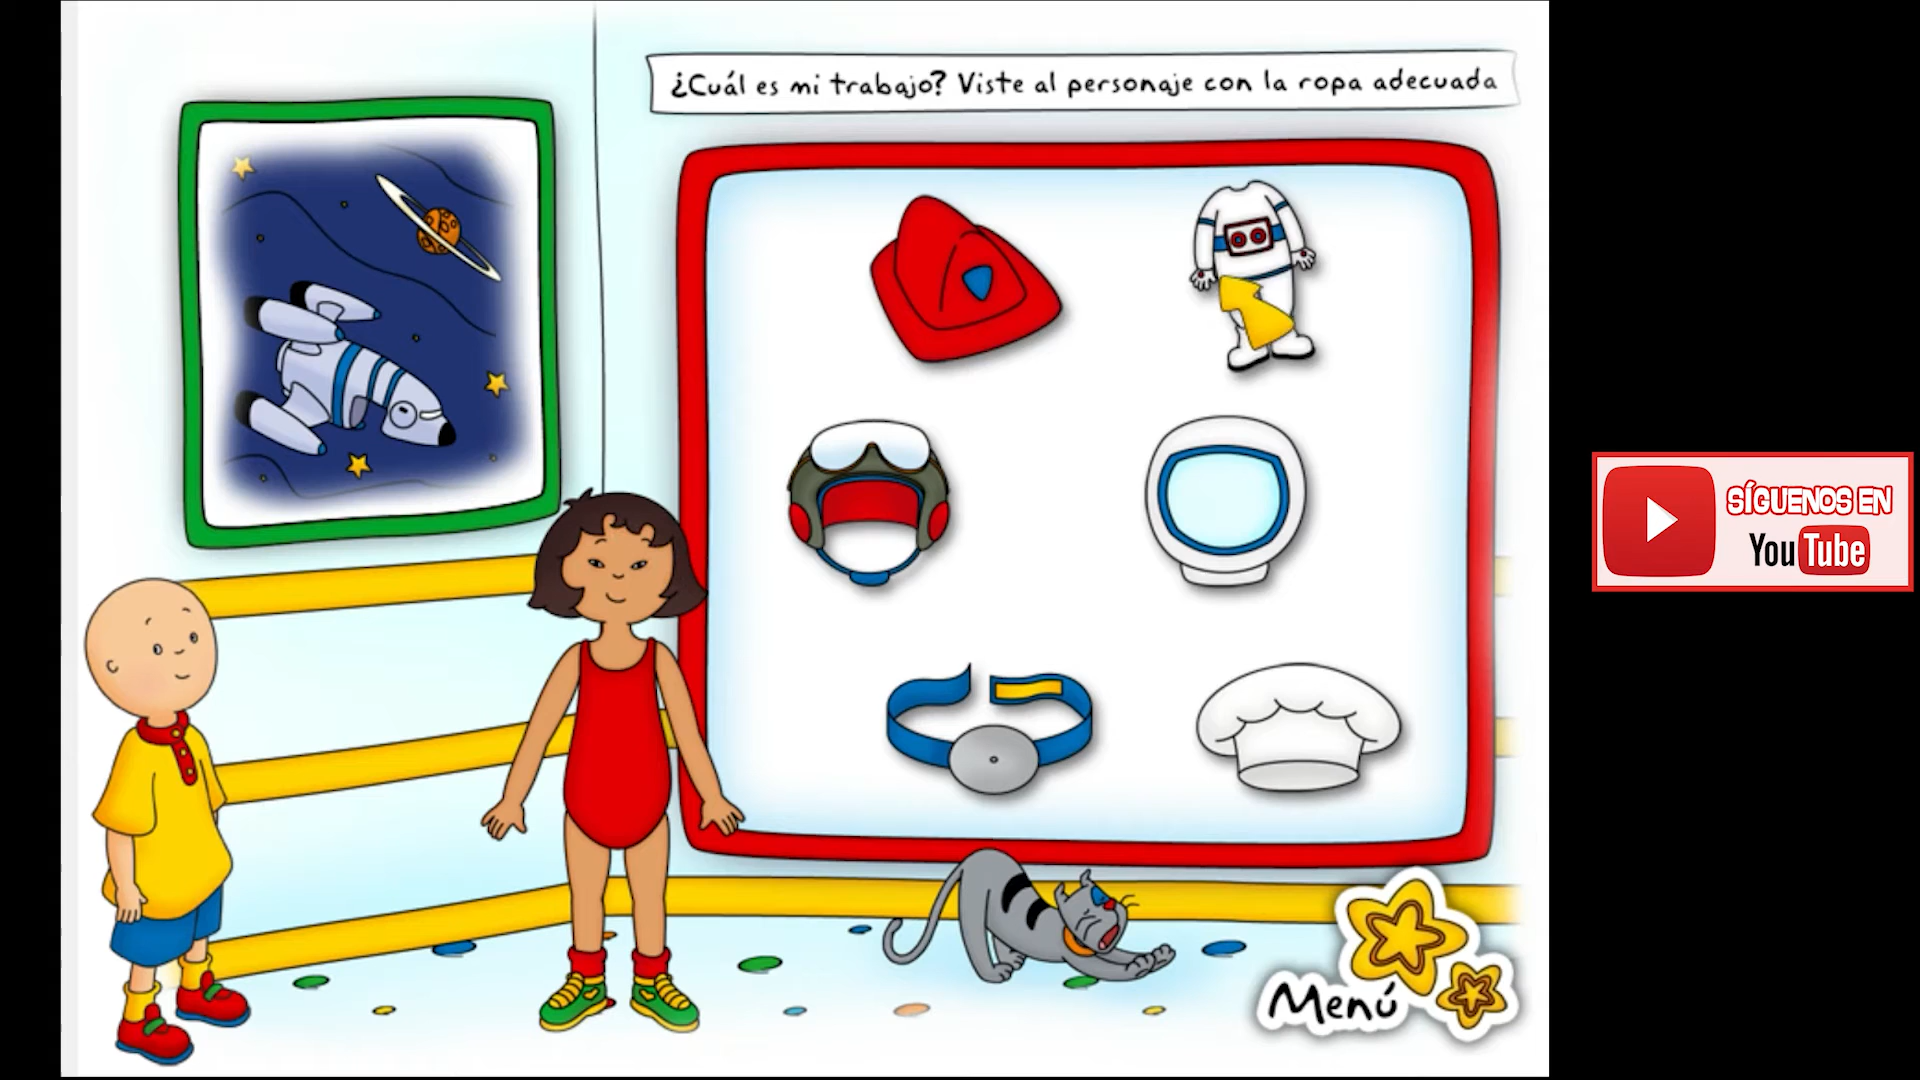 ¿Cuál es mi trabajo? Viste al personaje con la ropa adecuada
SÍGUENOS EN
YouTube
Menú